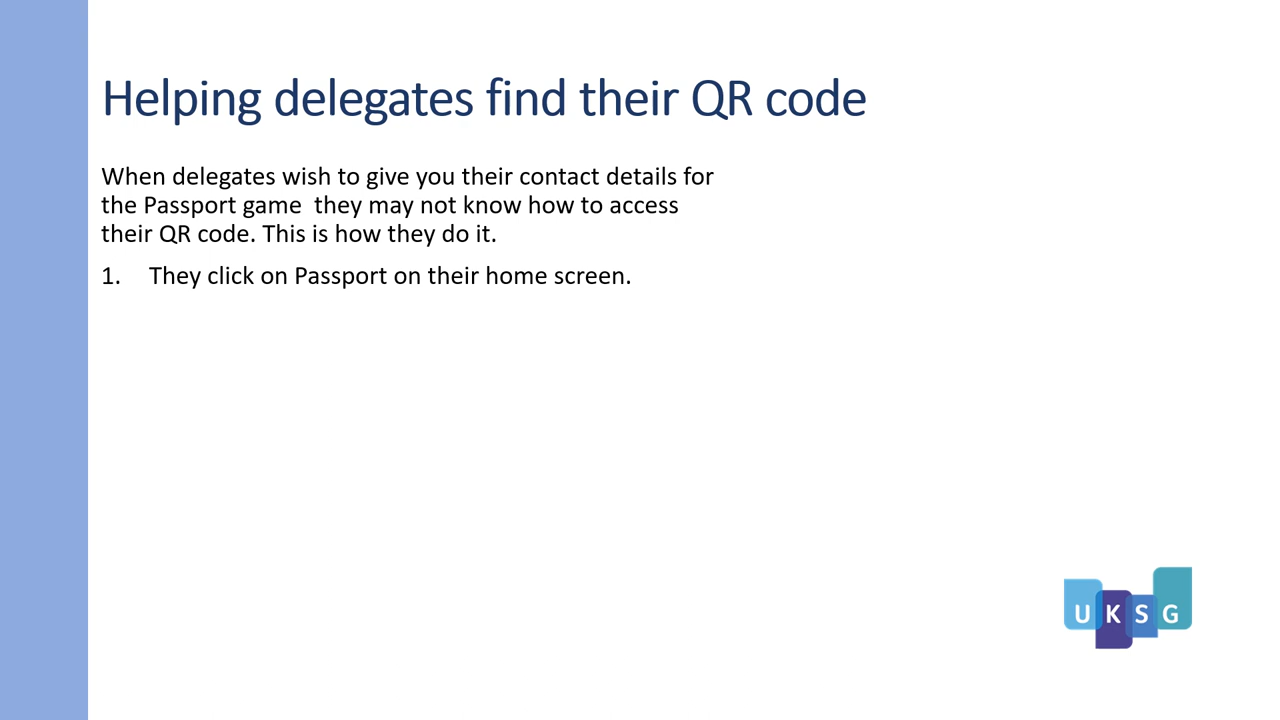 Helping delegates find their QR code
When delegates wish to give you their contact details for
the Passport game  they may not know how to access
their QR code. This is how they do it.
1. They click on Passport on their home screen.
UKSG